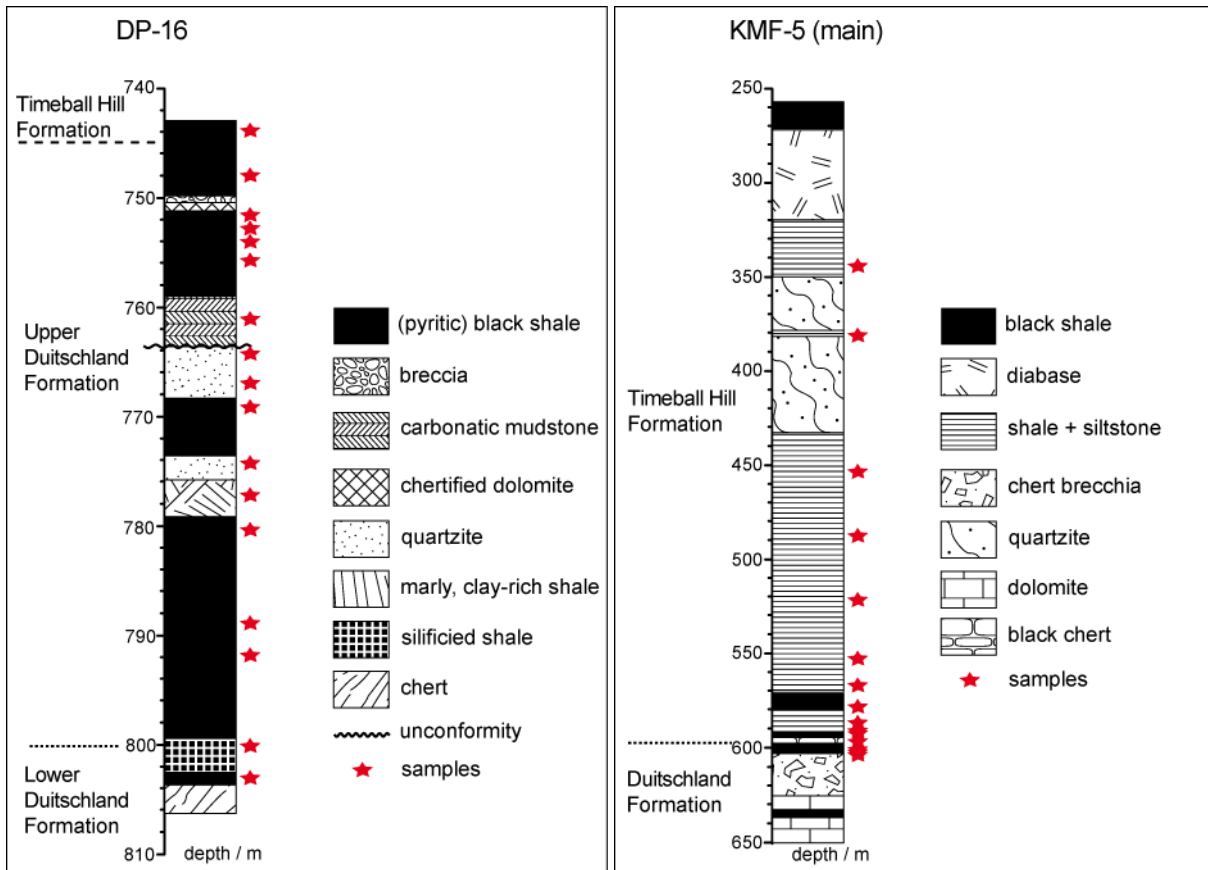 DP-16
740
Timeball Hill
Formation
750
760
Upper
Duitschland
Formation
770
780
790
800
Lower
Duitschland
Formation
810
depth / m
(pyritic) black shale
breccia
carbonatic mudstone
chertified dolomite
quartzite
marly, clay-rich shale
silificied shale
chert
unconformity
samples
KMF-5 (main)
250
300
350
400
Timeball Hill
Formation
450
500
550
600
Duitschland
Formation
650
depth / m
black shale
diabase
shale + siltstone
chert brecchia
quartzite
dolomite
black chert
samples